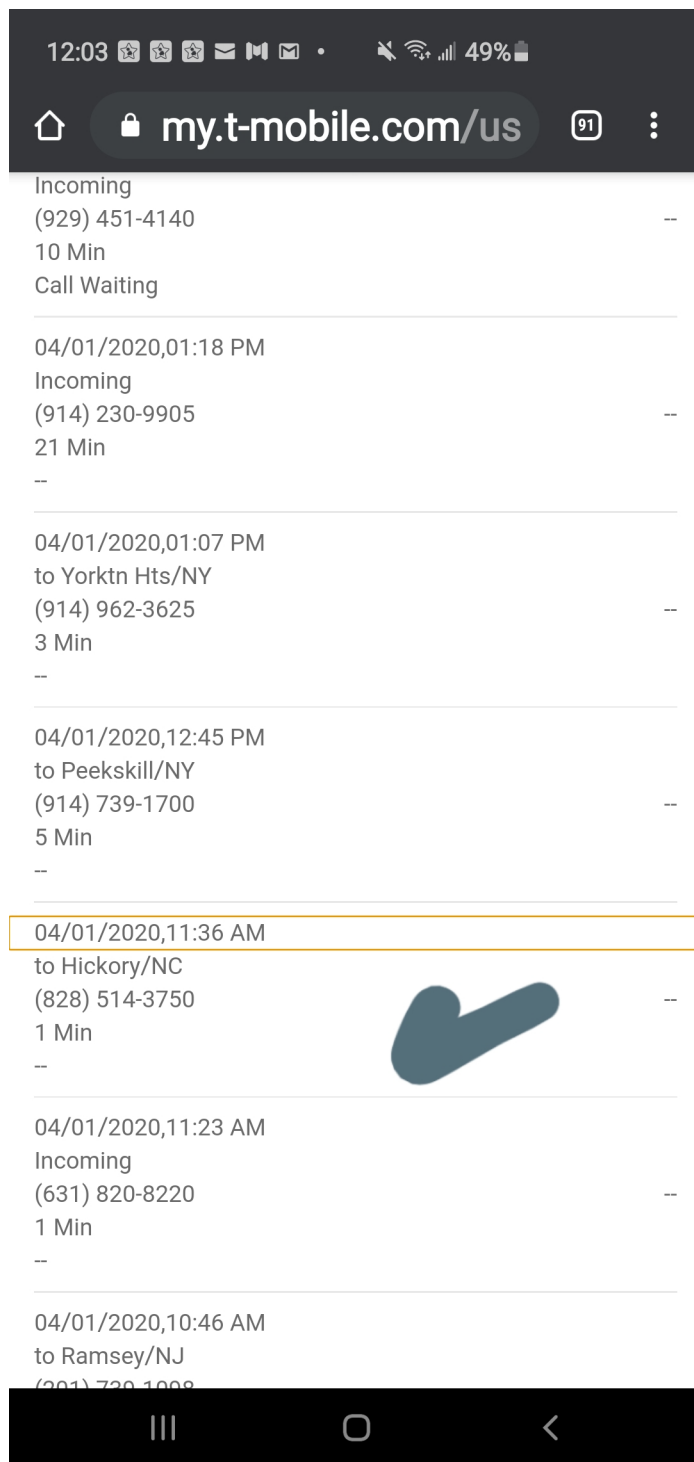 12:03 49%
my.t-mobile.com/us 91
Incoming
(929) 451-4140 --
10 Min
Call Waiting
04/01/2020,01:18 PM
Incoming
(914) 230-9905 --
21 Min
--
04/01/2020,01:07 PM
to Yorktn Hts/NY
(914) 962-3625 --
3 Min
--
04/01/2020,12:45 PM
to Peekskill/NY
(914) 739-1700 --
5 Min
--
04/01/2020,11:36 AM
to Hickory/NC
(828) 514-3750 --
1 Min
--
04/01/2020,11:23 AM
Incoming
(631) 820-8220 --
1 Min
--
04/01/2020,10:46 AM
to Ramsey/NJ